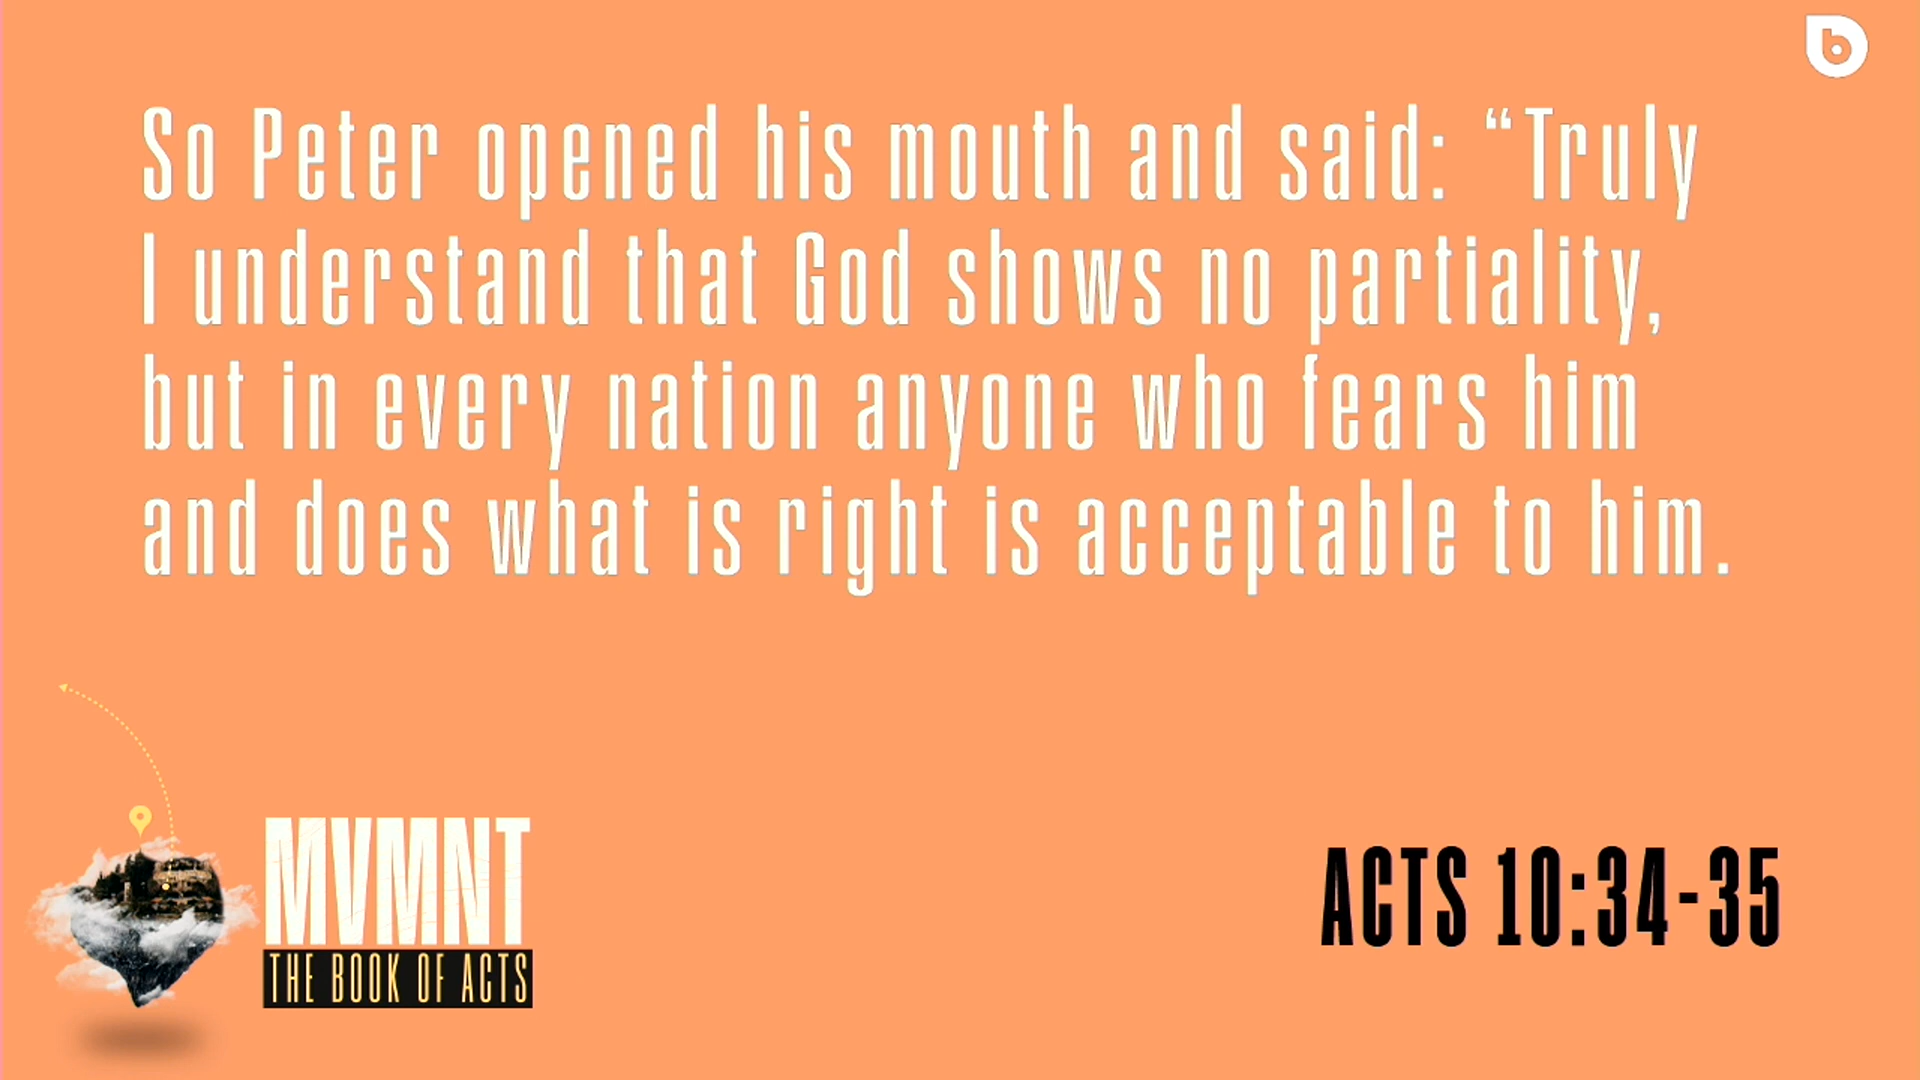 b
So Peter opened his mouth and said: “Truly
I understand that God shows no partiality,
but in every nation anyone who fears him
and does what is right is acceptable to him.
MVMNT
THE BOOK OF ACTS
ACTS 10:34-35